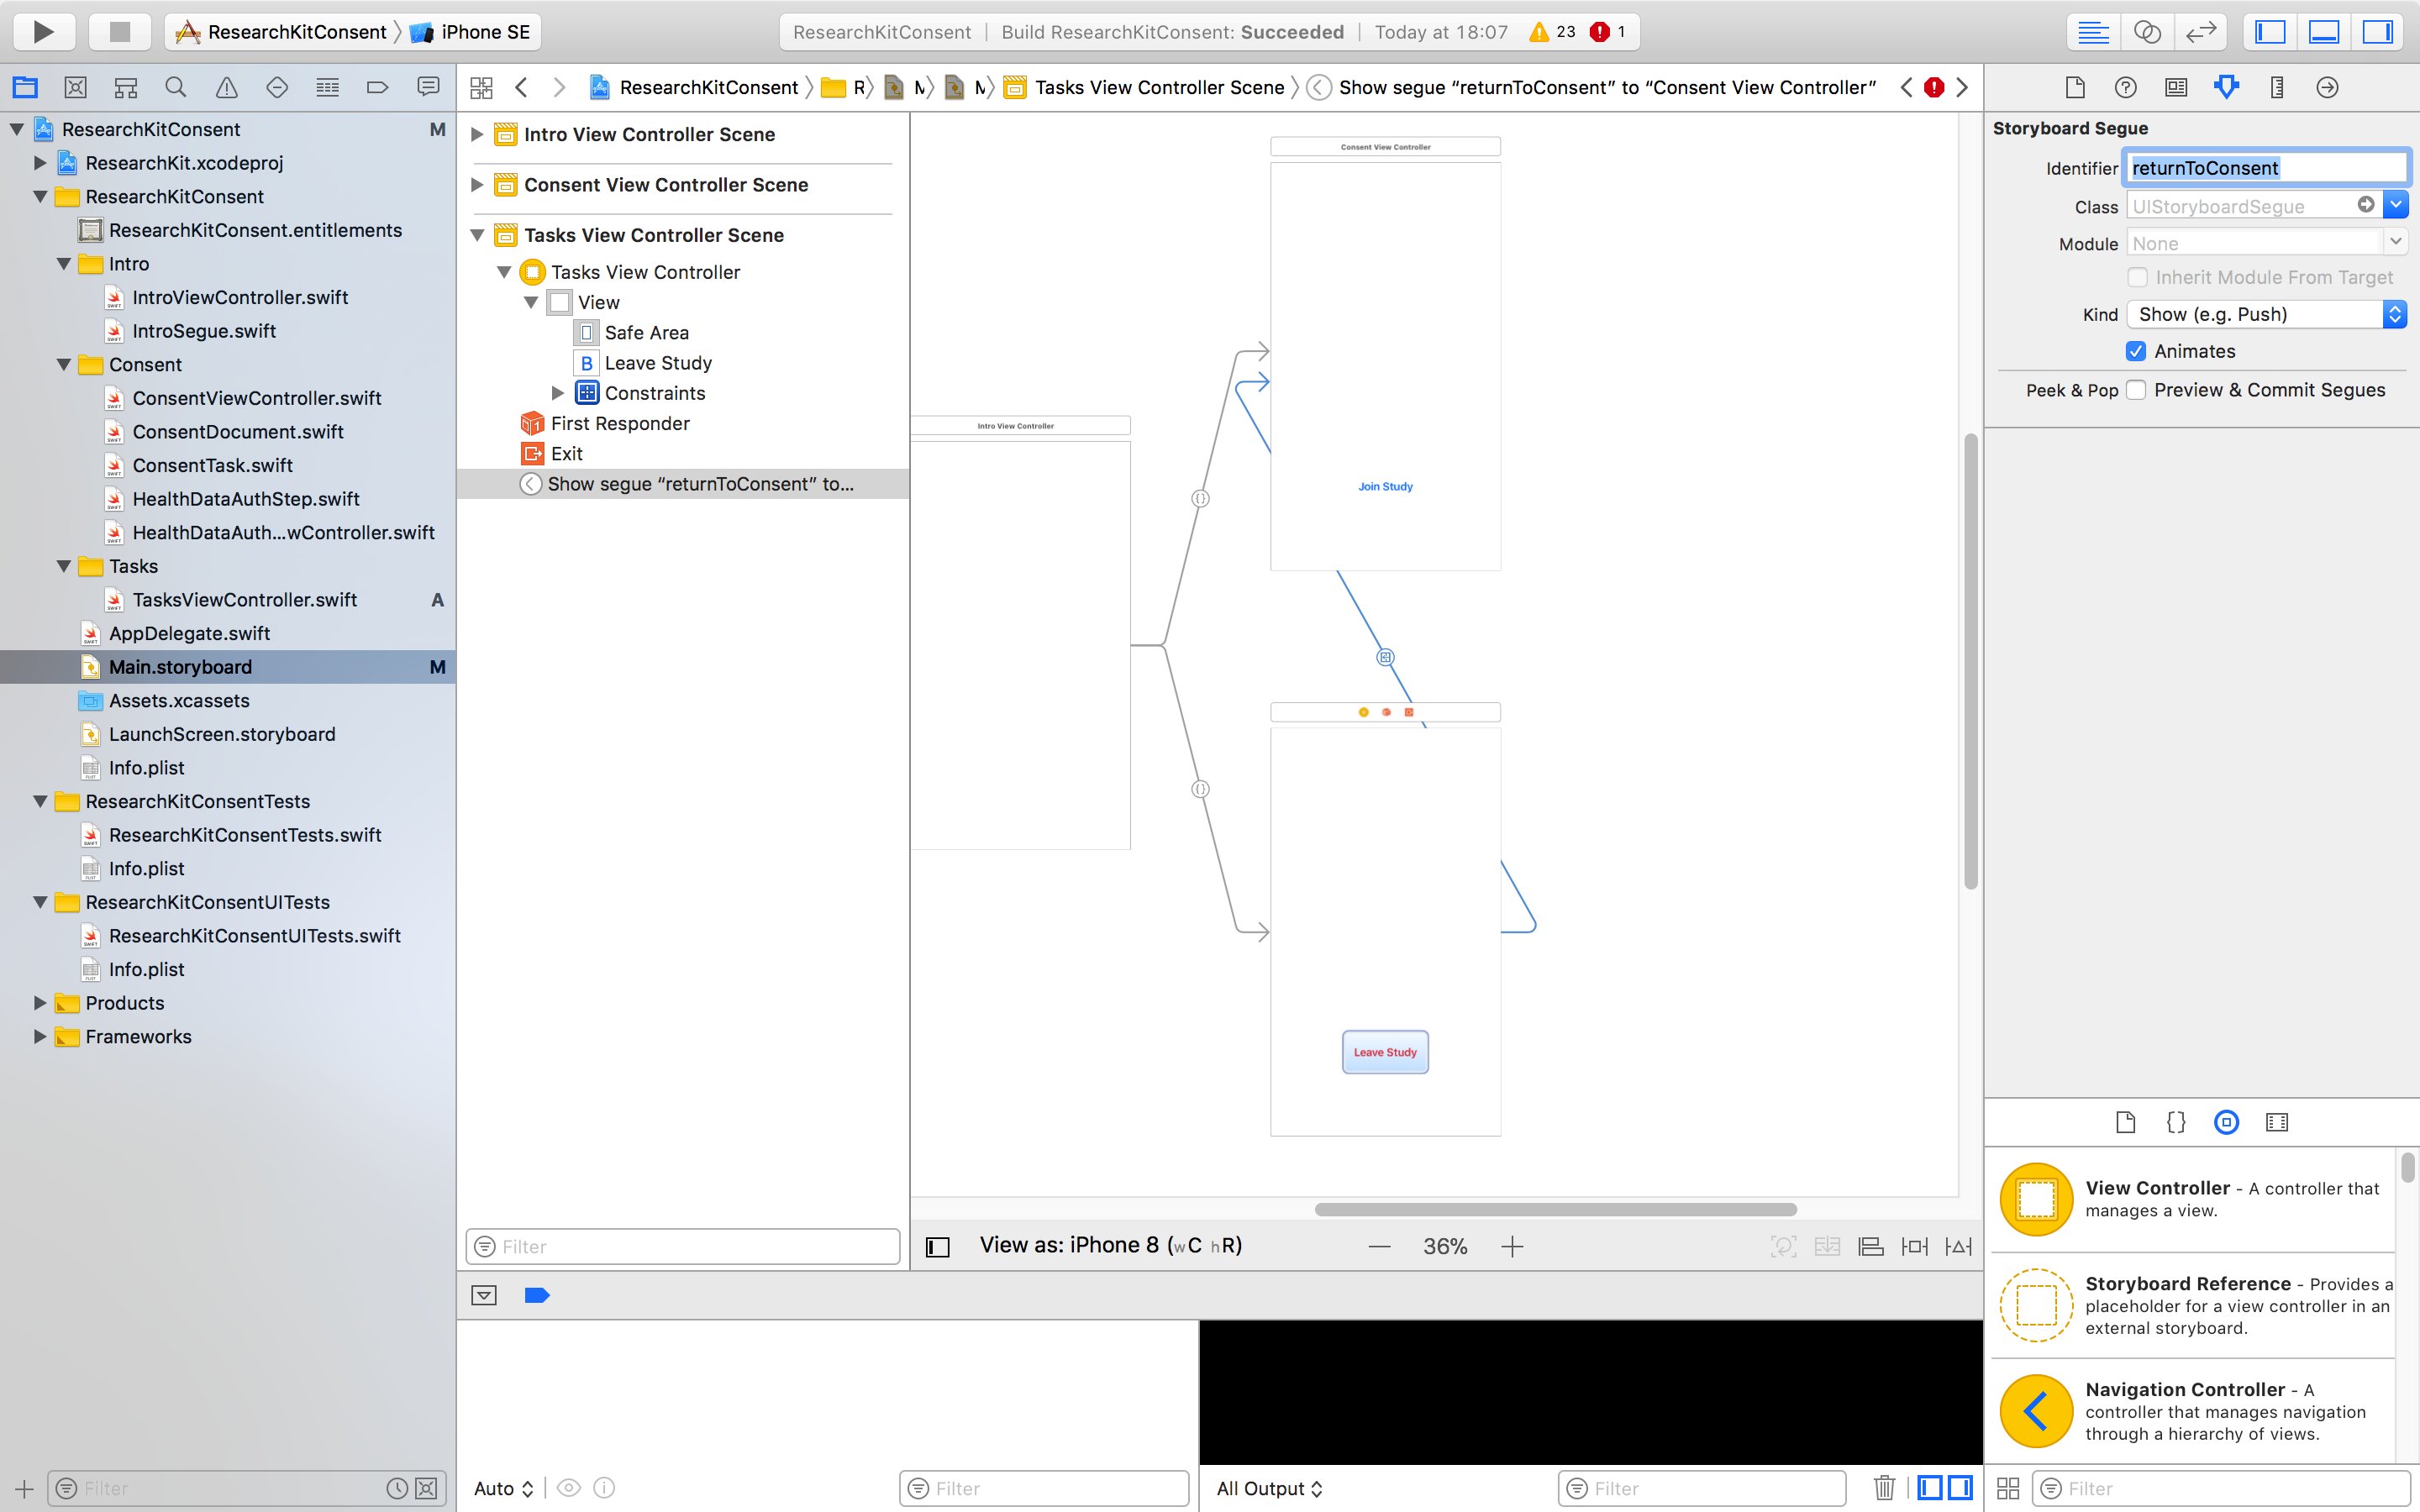 ResearchKitConsent iPhone SE
ResearchKitConsent Build ResearchKitConsent: Succeeded Today at 18:07 23 1
ResearchKitConsent
Tasks View Controller Scene
Show segue “returnToConsent” to “Consent View Controller”
ResearchKitConsent M
ResearchKit.xcodeproj
ResearchKitConsent
ResearchKitConsent.entitlements
Intro
IntroViewController.swift
IntroSegue.swift
Consent
ConsentViewController.swift
ConsentDocument.swift
ConsentTask.swift
HealthDataAuthStep.swift
HealthDataAuth...wController.swift
Tasks
TasksViewController.swift A
AppDelegate.swift
Main.storyboard M
Assets.xcassets
LaunchScreen.storyboard
Info.plist
ResearchKitConsentTests
ResearchKitConsentTests.swift
Info.plist
ResearchKitConsentUITests
ResearchKitConsentUITests.swift
Info.plist
Products
Frameworks
Filter
Intro View Controller Scene
Consent View Controller Scene
Tasks View Controller Scene
Tasks View Controller
View
Safe Area
B Leave Study
Constraints
First Responder
Exit
Show segue “returnToConsent” to...
Filter
Consent View Controller
Join Study
Intro View Controller
Leave Study
View as: iPhone 8 (wC hR)
36%
Auto
Filter
All Output
Filter
Storyboard Segue
Identifier returnToConsent
Class UIStoryboardSegue
Module None
Inherit Module From Target
Kind Show (e.g. Push)
Animates
Peek & Pop Preview & Commit Segues
View Controller - A controller that
manages a view.
Storyboard Reference - Provides a
placeholder for a view controller in an
external storyboard.
Navigation Controller - A
controller that manages navigation
through a hierarchy of views.
Filter